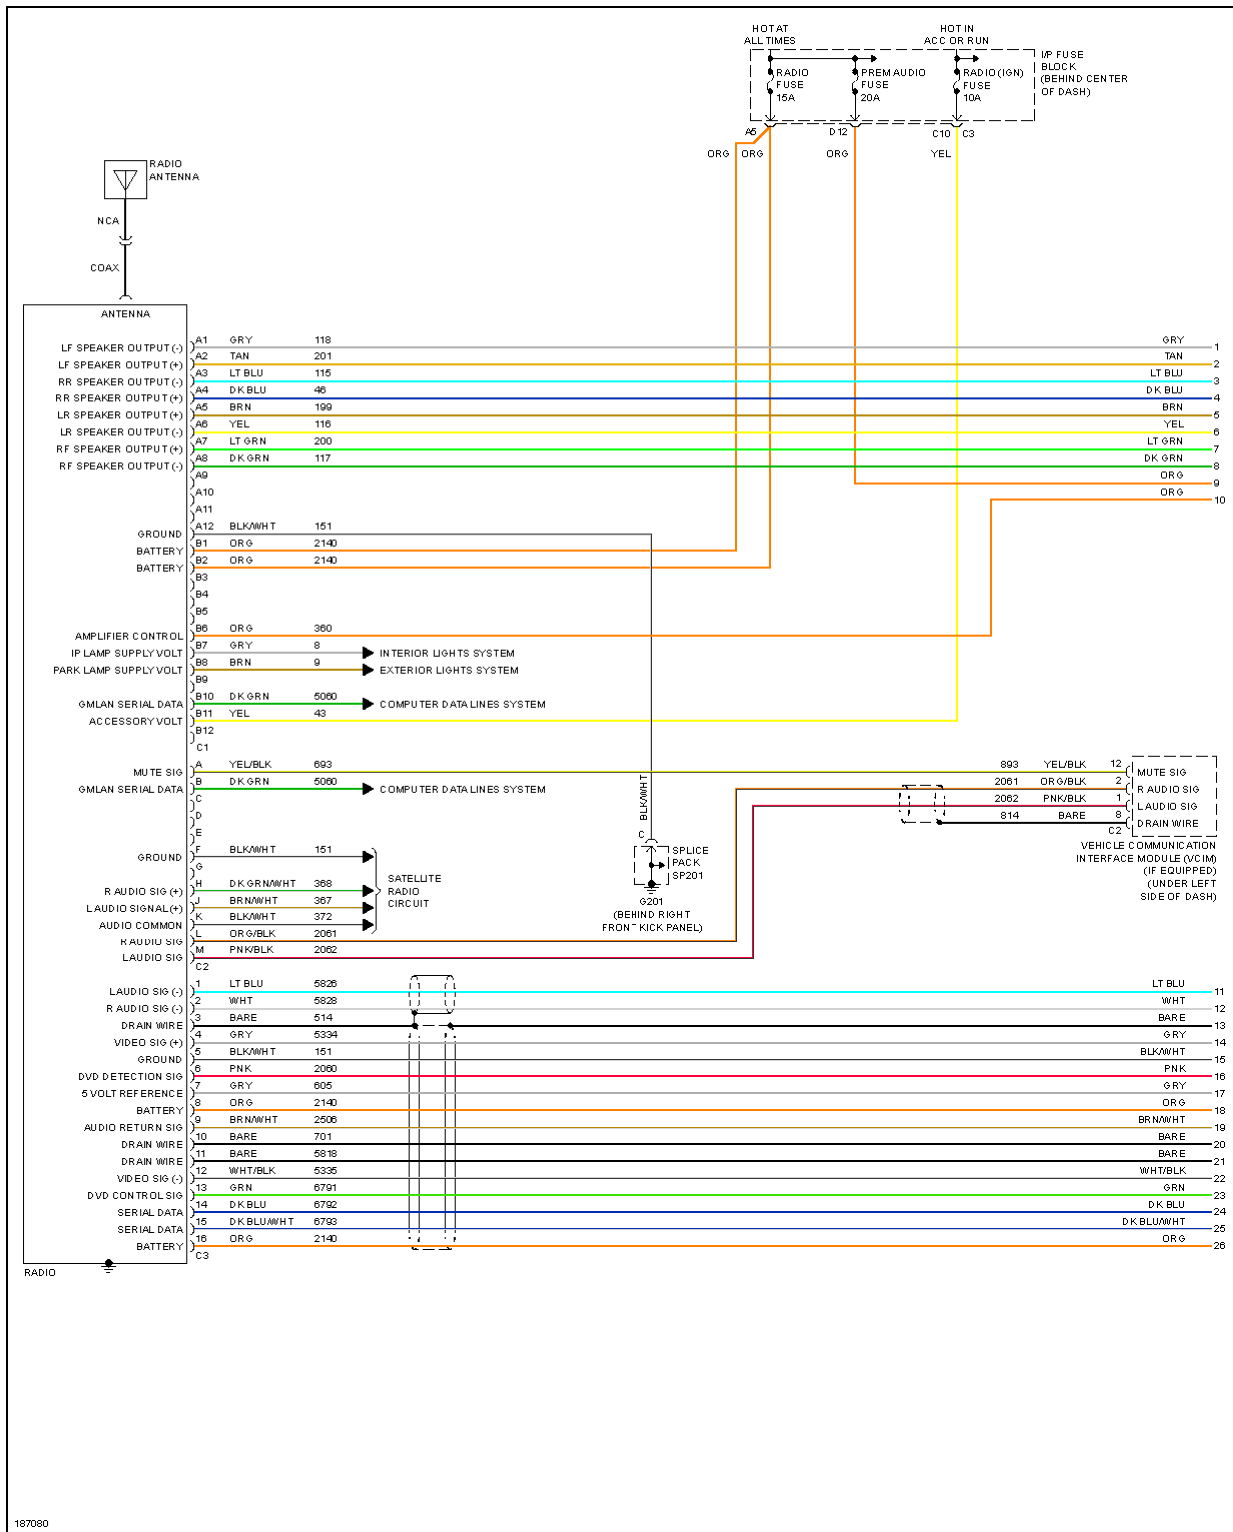 HOT AT
ALL TIMES
HOT IN
ACC OR RUN
RADIO
FUSE
15A
PREM AUDIO
FUSE
20A
RADIO (IGN)
FUSE
10A
I/P FUSE
BLOCK
(BEHIND CENTER
OF DASH)
A5 D12 C10 C3
ORG ORG ORG YEL
RADIO
ANTENNA
NCA
COAX
ANTENNA
LF SPEAKER OUTPUT (-) A1 GRY 118 GRY 1
LF SPEAKER OUTPUT (+) A2 TAN 201 TAN 2
RR SPEAKER OUTPUT (-) A3 LT BLU 115 LT BLU 3
RR SPEAKER OUTPUT (+) A4 DK BLU 46 DK BLU 4
LR SPEAKER OUTPUT (+) A5 BRN 199 BRN 5
LR SPEAKER OUTPUT (-) A6 YEL 116 YEL 6
RF SPEAKER OUTPUT (+) A7 LT GRN 200 LT GRN 7
RF SPEAKER OUTPUT (-) A8 DK GRN 117 DK GRN 8
A9 ORG 9
A10 ORG 10
A11
GROUND A12 BLK/WHT 151
BATTERY B1 ORG 2140
BATTERY B2 ORG 2140
B3
B4
B5
AMPLIFIER CONTROL B6 ORG 360
IP LAMP SUPPLY VOLT B7 GRY 8 INTERIOR LIGHTS SYSTEM
PARK LAMP SUPPLY VOLT B8 BRN 9 EXTERIOR LIGHTS SYSTEM
B9
GMLAN SERIAL DATA B10 DK GRN 5060 COMPUTER DATA LINES SYSTEM
ACCESSORY VOLT B11 YEL 43
B12
C1
MUTE SIG A YEL/BLK 693 893 YEL/BLK 12 MUTE SIG
GMLAN SERIAL DATA B DK GRN 5060 COMPUTER DATA LINES SYSTEM 2061 ORG/BLK 2 R AUDIO SIG
C 2062 PNK/BLK 1 L AUDIO SIG
D 814 BARE 8 DRAIN WIRE
C2
VEHICLE COMMUNICATION
INTERFACE MODULE (VCIM)
(IF EQUIPPED)
(UNDER LEFT
SIDE OF DASH)
BLK/WHT
C
SPLICE
PACK
SP201
G201
(BEHIND RIGHT
FRONT KICK PANEL)
E
GROUND F BLK/WHT 151
G
R AUDIO SIG (+) H DK GRN/WHT 368
L AUDIO SIGNAL (+) J BRN/WHT 367
AUDIO COMMON K BLK/WHT 372
SATELLITE
RADIO
CIRCUIT
R AUDIO SIG L ORG/BLK 2061
L AUDIO SIG M PNK/BLK 2062
C2
L AUDIO SIG (-) 1 LT BLU 5826 LT BLU 11
R AUDIO SIG (-) 2 WHT 5828 WHT 12
DRAIN WIRE 3 BARE 514 BARE 13
VIDEO SIG (+) 4 GRY 5334 GRY 14
GROUND 5 BLK/WHT 151 BLK/WHT 15
DVD DETECTION SIG 6 PNK 2060 PNK 16
5 VOLT REFERENCE 7 GRY 605 GRY 17
BATTERY 8 ORG 2140 ORG 18
AUDIO RETURN SIG 9 BRN/WHT 2506 BRN/WHT 19
DRAIN WIRE 10 BARE 701 BARE 20
DRAIN WIRE 11 BARE 5818 BARE 21
VIDEO SIG (-) 12 WHT/BLK 5335 WHT/BLK 22
DVD CONTROL SIG 13 GRN 6791 GRN 23
SERIAL DATA 14 DK BLU 6792 DK BLU 24
SERIAL DATA 15 DK BLU/WHT 6793 DK BLU/WHT 25
BATTERY 16 ORG 2140 ORG 26
C3
RADIO
187080